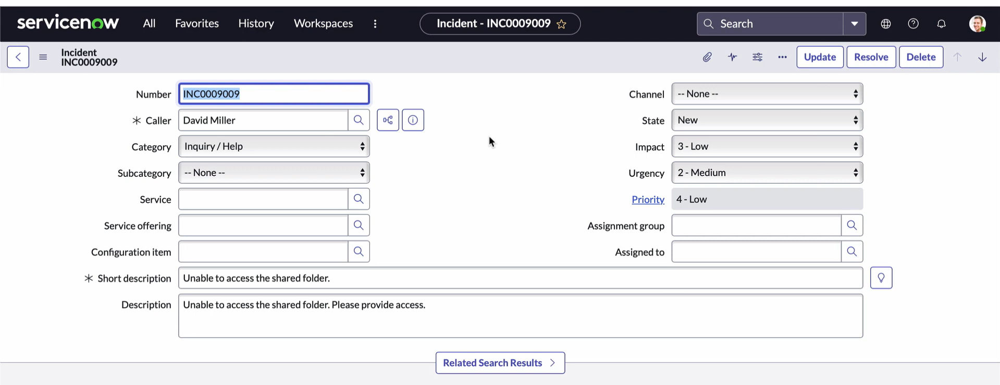 servicenow All Favorites History Workspaces Incident - INC0009009 Search
Incident
INC0009009
Update Resolve Delete
Number INC0009009
Channel -- None --
* Caller David Miller
State New
Category Inquiry / Help
Impact 3 - Low
Subcategory -- None --
Urgency 2 - Medium
Service
Priority 4 - Low
Service offering
Assignment group
Configuration item
Assigned to
* Short description Unable to access the shared folder.
Description Unable to access the shared folder. Please provide access.
Related Search Results